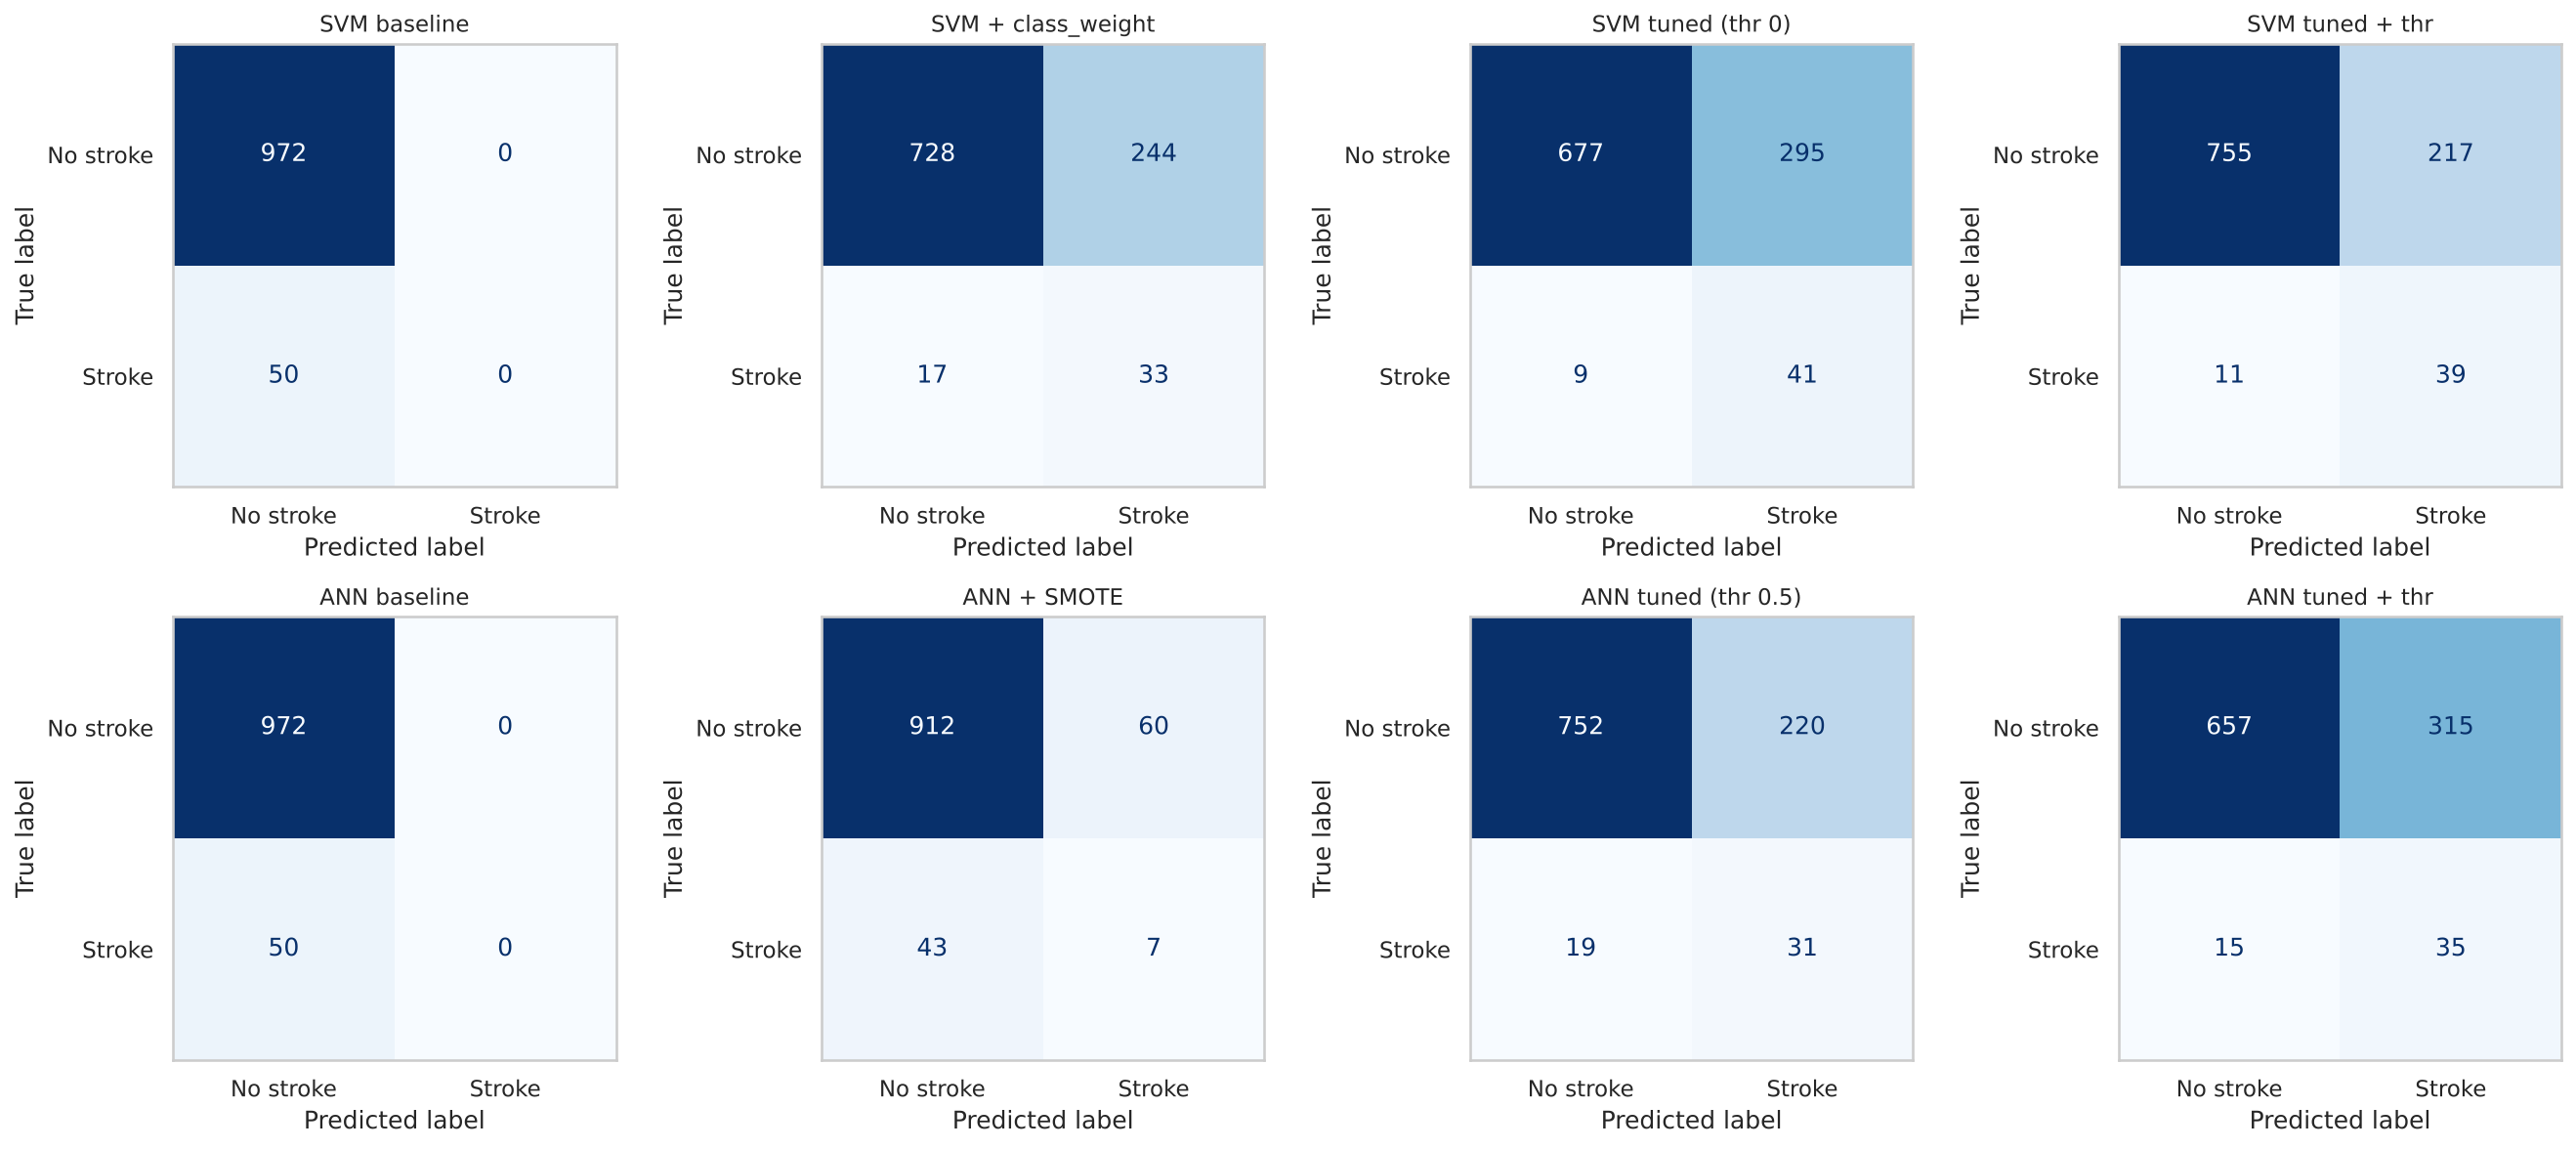 SVM baseline
No stroke 972 0
True label
Stroke 50 0
No stroke Stroke
Predicted label
SVM + class_weight
No stroke 728 244
True label
Stroke 17 33
No stroke Stroke
Predicted label
SVM tuned (thr 0)
No stroke 677 295
True label
Stroke 9 41
No stroke Stroke
Predicted label
SVM tuned + thr
No stroke 755 217
True label
Stroke 11 39
No stroke Stroke
Predicted label
ANN baseline
No stroke 972 0
True label
Stroke 50 0
No stroke Stroke
Predicted label
ANN + SMOTE
No stroke 912 60
True label
Stroke 43 7
No stroke Stroke
Predicted label
ANN tuned (thr 0.5)
No stroke 752 220
True label
Stroke 19 31
No stroke Stroke
Predicted label
ANN tuned + thr
No stroke 657 315
True label
Stroke 15 35
No stroke Stroke
Predicted label